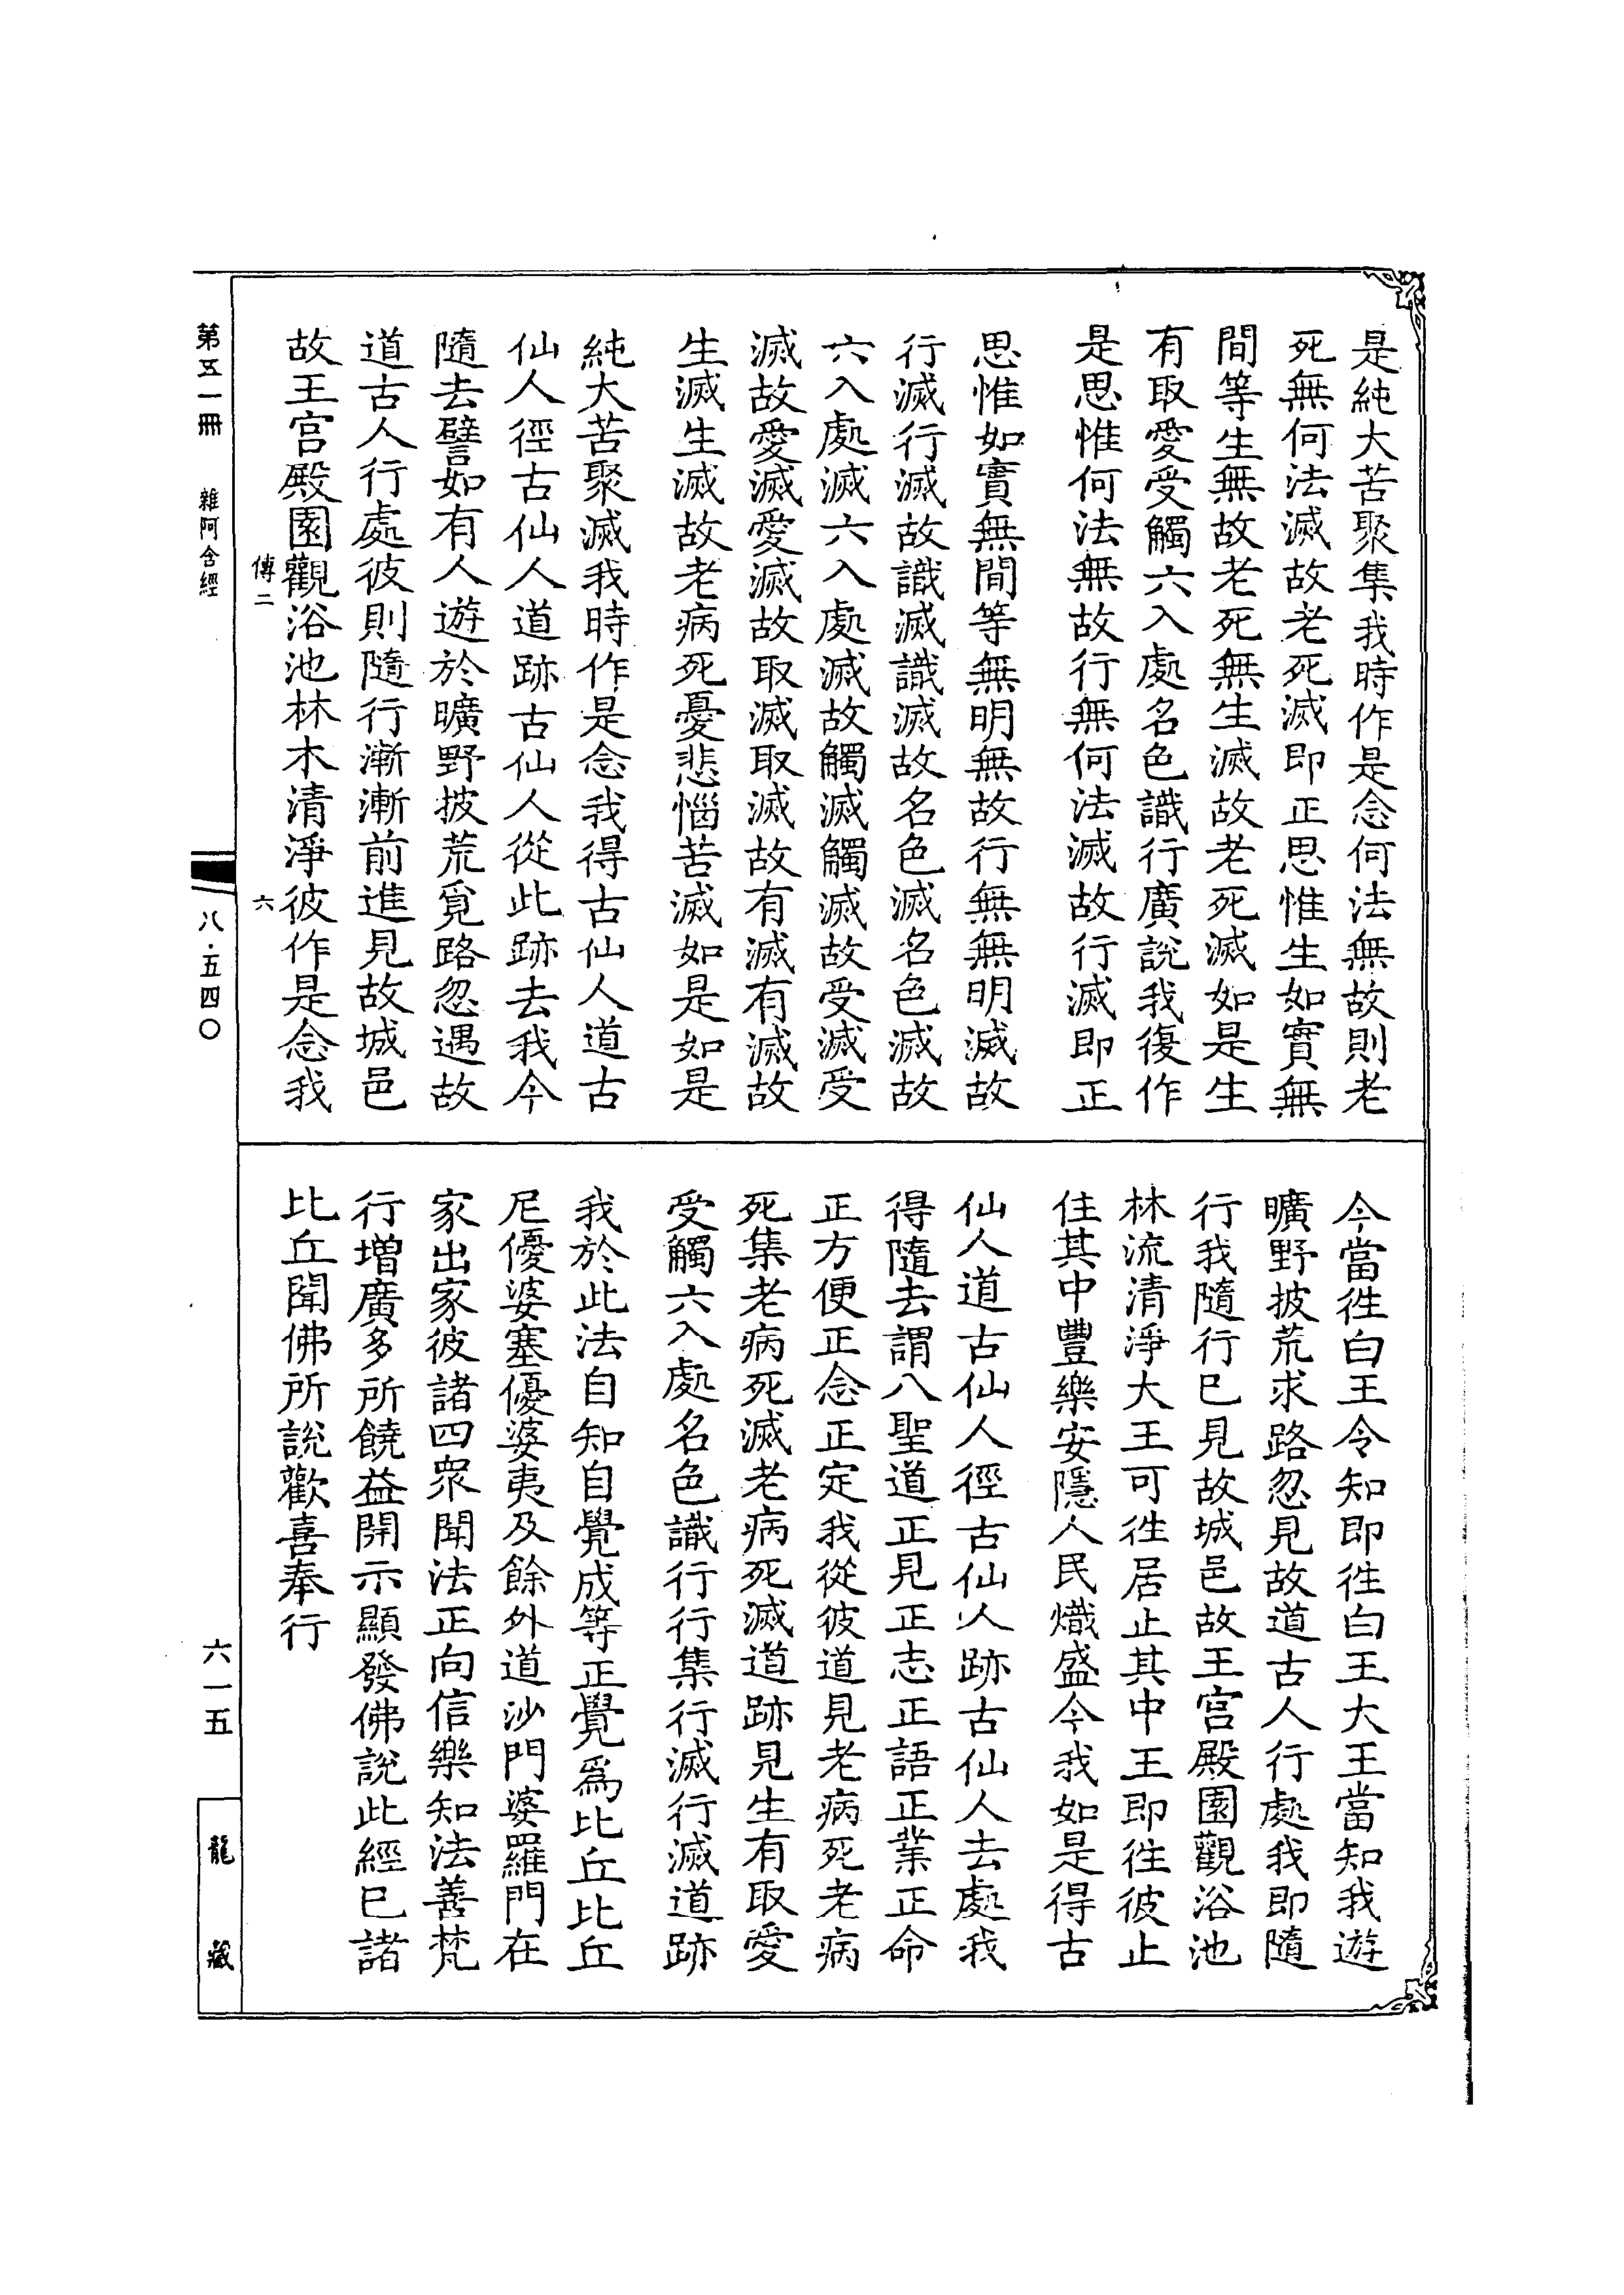 是純大苦聚集我時作是念何法無故則老
死無何法滅故老死滅即正思惟生如實無
間等生無故老死無生滅故老死滅如是生
有取愛受觸六入處名色識行廣說我復作
是思惟何法無故行無何法滅故行滅即正
思惟如實無間等無明無故行無無明滅故
行滅行滅故識滅識滅故名色滅名色滅故
六入處滅六入處滅故觸滅觸滅故受滅受
滅故愛滅愛滅故取滅取滅故有滅有滅故
生滅生滅故老病死憂悲惱苦滅如是如是
純大苦聚滅我時作是念我得古仙人道古
仙人徑古仙人道跡古仙人從此跡去我今
隨去譬如有人遊於曠野披荒覓路忽遇故
道古人行處彼則隨行漸漸前進見故城邑
故王宮殿園觀浴池林木清淨彼作是念我
今當往白王令知即往白王大王當知我遊
曠野披荒求路忽見故道古人行處我即隨
行我隨行已見故城邑故王宮殿園觀浴池
林流清淨大王可往居止其中王即往彼止
住其中豐樂安隱人民熾盛今我如是得古
仙人道古仙人徑古仙人跡古仙人去處我
得隨去謂八聖道正見正志正語正業正命
正方便正念正定我從彼道見老病死老病
死集老病死滅老病死滅道跡見生有取愛
受觸六入處名色識行行集行滅行滅道跡
我於此法自知自覺成等正覺為比丘比丘
尼優婆塞優婆夷及餘外道沙門婆羅門在
家出家彼諸四眾聞法正向信樂知法善梵
行增廣多所饒益開示顯發佛說此經已諸
比丘聞佛所說歡喜奉行
傅二 六
第五一冊 雜阿含經 八·五四〇 六一五 龍藏